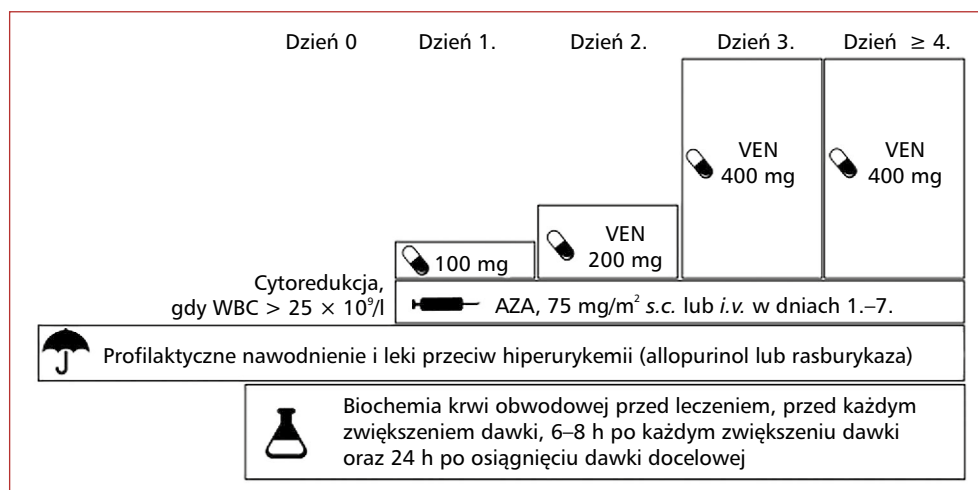 Dzień 0 Dzień 1. Dzień 2. Dzień 3. Dzień ≥ 4.
VEN
400 mg
VEN
400 mg
VEN
200 mg
100 mg
Cytoredukcja,
gdy WBC > 25 × 10⁹/l
AZA, 75 mg/m² s.c. lub i.v. w dniach 1.–7.
Profilaktyczne nawodnienie i leki przeciw hiperurykemii (allopurinol lub rasburykaza)
Biochemia krwi obwodowej przed leczeniem, przed każdym
zwiększeniem dawki, 6–8 h po każdym zwiększeniu dawki
oraz 24 h po osiągnięciu dawki docelowej